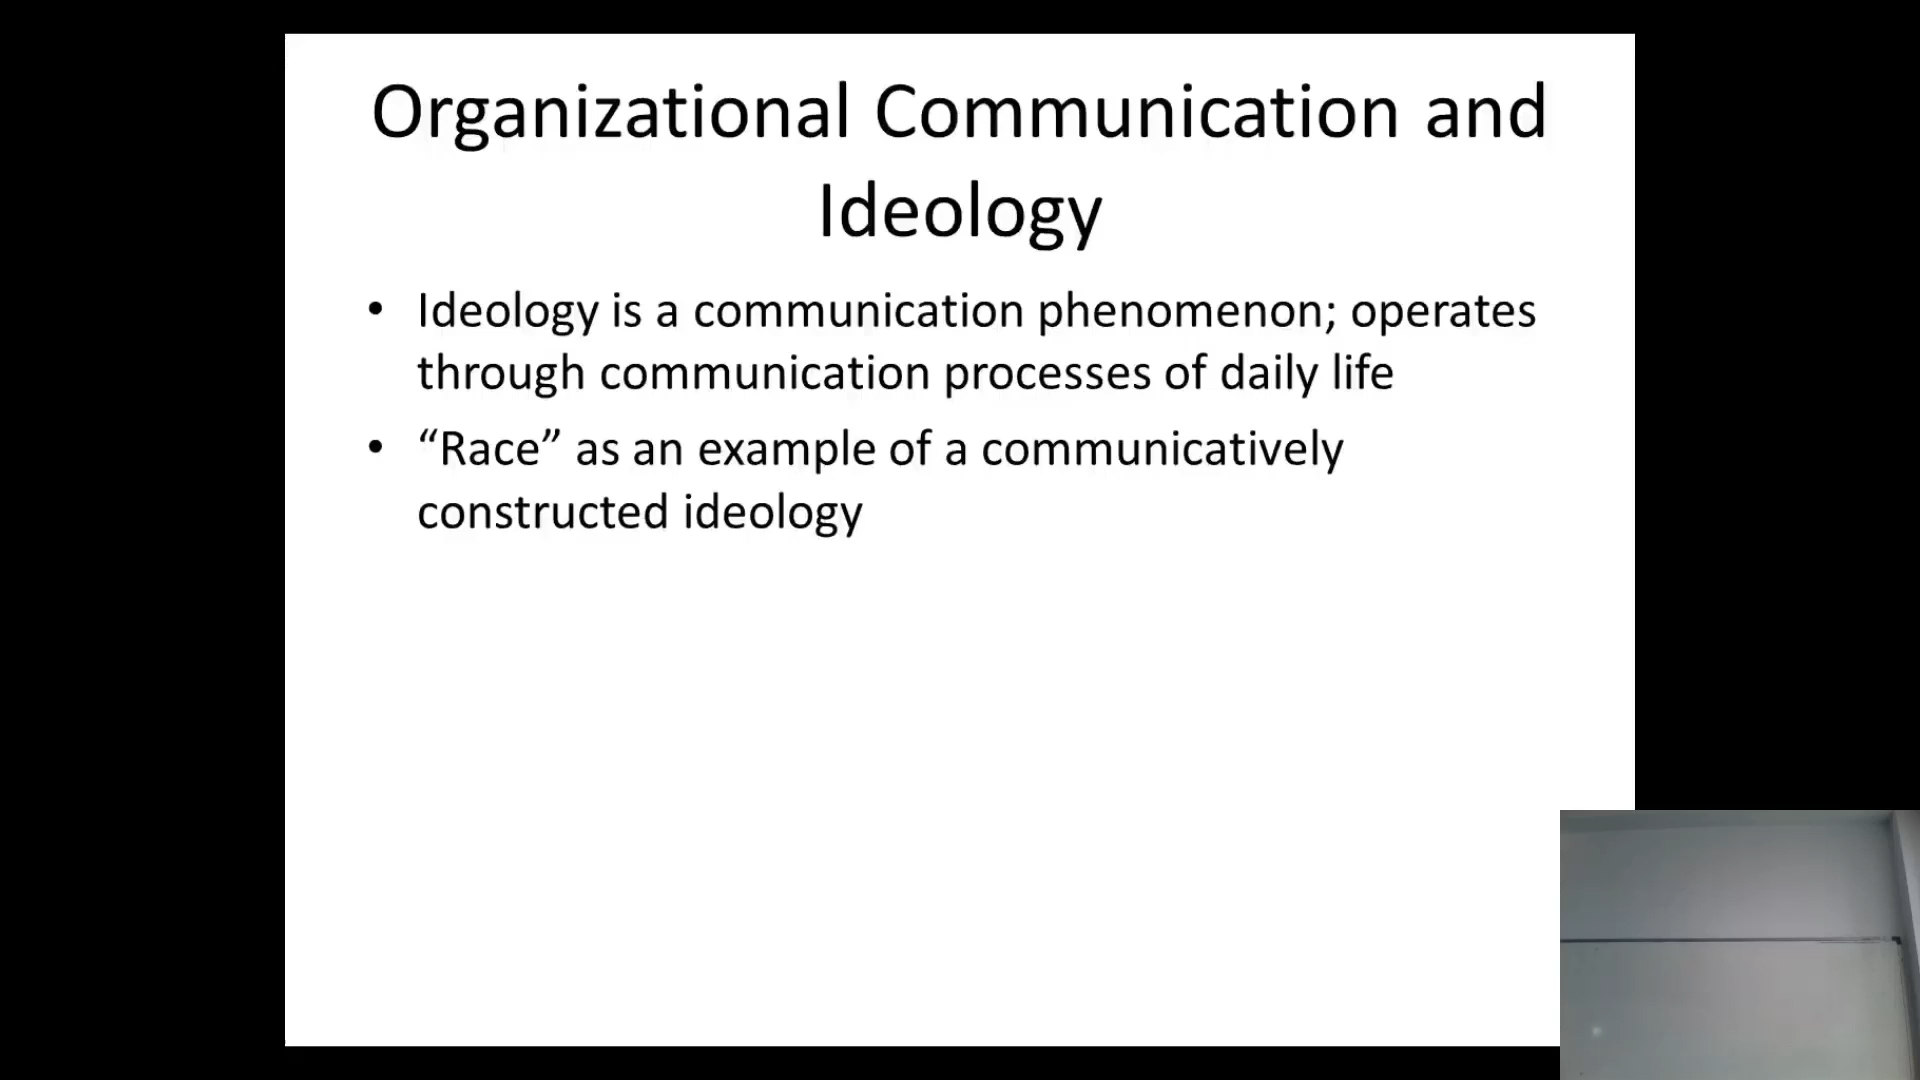 Organizational Communication and
Ideology
• Ideology is a communication phenomenon; operates
through communication processes of daily life
• “Race” as an example of a communicatively
constructed ideology